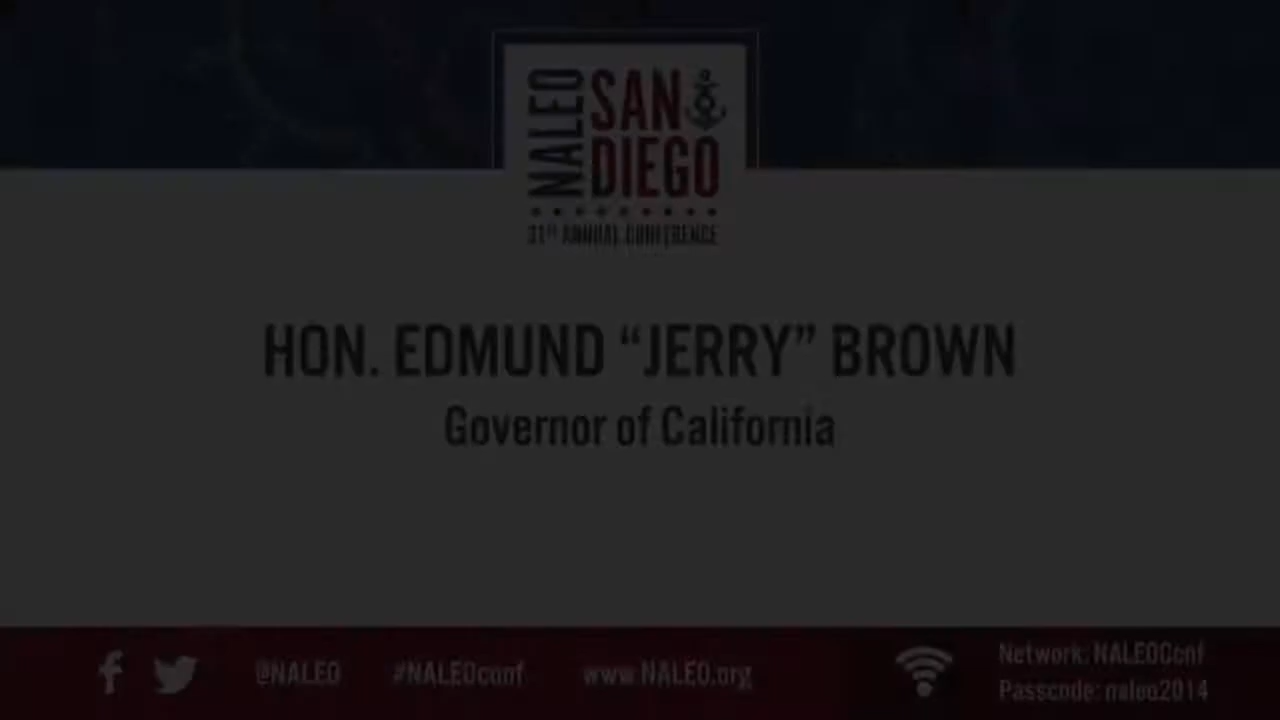 NALEO
SAN
DIEGO
31ST ANNUAL CONFERENCE
HON. EDMUND “JERRY” BROWN
Governor of California
@NALEO #NALEOconf www.NALEO.org
Network: NALEOConf
Passcode: naleo2014